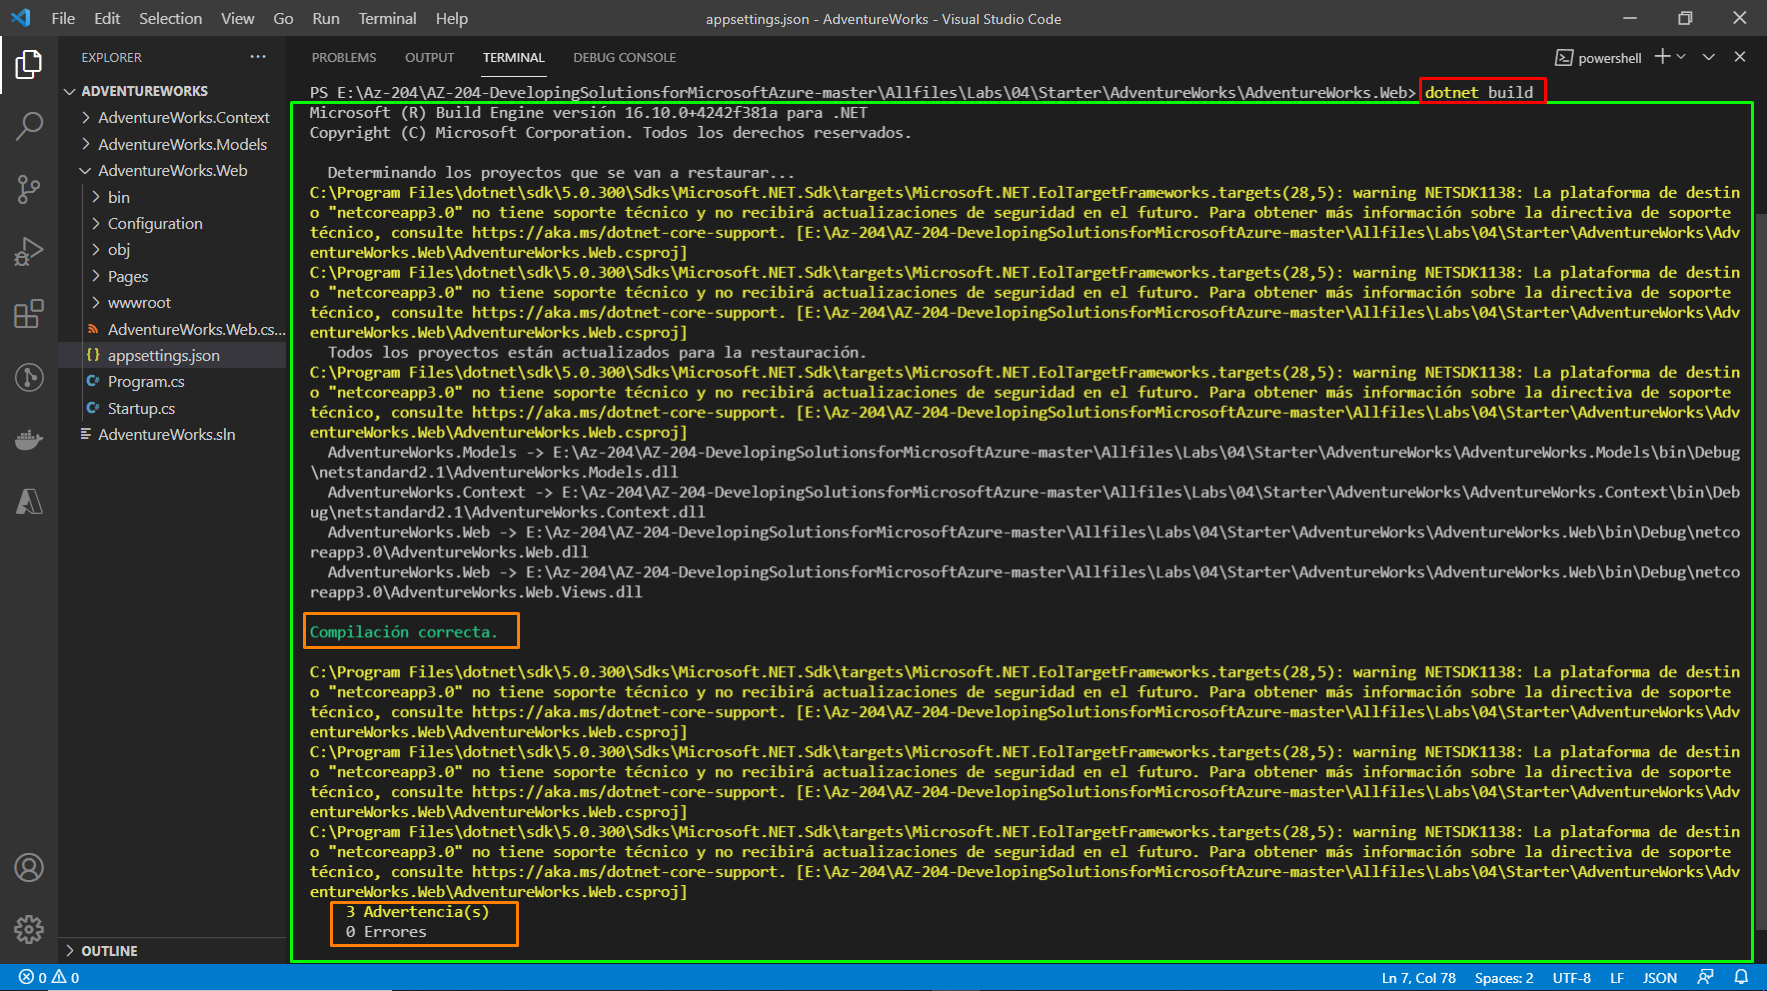 File Edit Selection View Go Run Terminal Help
appsettings.json - AdventureWorks - Visual Studio Code
EXPLORER
ADVENTUREWORKS
AdventureWorks.Context
AdventureWorks.Models
AdventureWorks.Web
bin
Configuration
obj
Pages
wwwroot
AdventureWorks.Web.cs...
{} appsettings.json
Program.cs
Startup.cs
AdventureWorks.sln
OUTLINE
PROBLEMS OUTPUT TERMINAL DEBUG CONSOLE
powershell
PS E:\Az-204\AZ-204-DevelopingSolutionsforMicrosoftAzure-master\Allfiles\Labs\04\Starter\AdventureWorks\AdventureWorks.Web> dotnet build
Microsoft (R) Build Engine versión 16.10.0+4242f381a para .NET
Copyright (C) Microsoft Corporation. Todos los derechos reservados.
Determinando los proyectos que se van a restaurar...
C:\Program Files\dotnet\sdk\5.0.300\Sdks\Microsoft.NET.Sdk\targets\Microsoft.NET.EolTargetFrameworks.targets(28,5): warning NETSDK1138: La plataforma de destin
o "netcoreapp3.0" no tiene soporte técnico y no recibirá actualizaciones de seguridad en el futuro. Para obtener más información sobre la directiva de soporte
técnico, consulte https://aka.ms/dotnet-core-support. [E:\Az-204\AZ-204-DevelopingSolutionsforMicrosoftAzure-master\Allfiles\Labs\04\Starter\AdventureWorks\Adv
entureWorks.Web\AdventureWorks.Web.csproj]
C:\Program Files\dotnet\sdk\5.0.300\Sdks\Microsoft.NET.Sdk\targets\Microsoft.NET.EolTargetFrameworks.targets(28,5): warning NETSDK1138: La plataforma de destin
o "netcoreapp3.0" no tiene soporte técnico y no recibirá actualizaciones de seguridad en el futuro. Para obtener más información sobre la directiva de soporte
técnico, consulte https://aka.ms/dotnet-core-support. [E:\Az-204\AZ-204-DevelopingSolutionsforMicrosoftAzure-master\Allfiles\Labs\04\Starter\AdventureWorks\Adv
entureWorks.Web\AdventureWorks.Web.csproj]
Todos los proyectos están actualizados para la restauración.
C:\Program Files\dotnet\sdk\5.0.300\Sdks\Microsoft.NET.Sdk\targets\Microsoft.NET.EolTargetFrameworks.targets(28,5): warning NETSDK1138: La plataforma de destin
o "netcoreapp3.0" no tiene soporte técnico y no recibirá actualizaciones de seguridad en el futuro. Para obtener más información sobre la directiva de soporte
técnico, consulte https://aka.ms/dotnet-core-support. [E:\Az-204\AZ-204-DevelopingSolutionsforMicrosoftAzure-master\Allfiles\Labs\04\Starter\AdventureWorks\Adv
entureWorks.Web\AdventureWorks.Web.csproj]
AdventureWorks.Models -> E:\Az-204\AZ-204-DevelopingSolutionsforMicrosoftAzure-master\Allfiles\Labs\04\Starter\AdventureWorks\AdventureWorks.Models\bin\Debug
\netstandard2.1\AdventureWorks.Models.dll
AdventureWorks.Context -> E:\Az-204\AZ-204-DevelopingSolutionsforMicrosoftAzure-master\Allfiles\Labs\04\Starter\AdventureWorks\AdventureWorks.Context\bin\Deb
ug\netstandard2.1\AdventureWorks.Context.dll
AdventureWorks.Web -> E:\Az-204\AZ-204-DevelopingSolutionsforMicrosoftAzure-master\Allfiles\Labs\04\Starter\AdventureWorks\AdventureWorks.Web\bin\Debug\netco
reapp3.0\AdventureWorks.Web.dll
AdventureWorks.Web -> E:\Az-204\AZ-204-DevelopingSolutionsforMicrosoftAzure-master\Allfiles\Labs\04\Starter\AdventureWorks\AdventureWorks.Web\bin\Debug\netco
reapp3.0\AdventureWorks.Web.Views.dll
Compilación correcta.
C:\Program Files\dotnet\sdk\5.0.300\Sdks\Microsoft.NET.Sdk\targets\Microsoft.NET.EolTargetFrameworks.targets(28,5): warning NETSDK1138: La plataforma de destin
o "netcoreapp3.0" no tiene soporte técnico y no recibirá actualizaciones de seguridad en el futuro. Para obtener más información sobre la directiva de soporte
técnico, consulte https://aka.ms/dotnet-core-support. [E:\Az-204\AZ-204-DevelopingSolutionsforMicrosoftAzure-master\Allfiles\Labs\04\Starter\AdventureWorks\Adv
entureWorks.Web\AdventureWorks.Web.csproj]
C:\Program Files\dotnet\sdk\5.0.300\Sdks\Microsoft.NET.Sdk\targets\Microsoft.NET.EolTargetFrameworks.targets(28,5): warning NETSDK1138: La plataforma de destin
o "netcoreapp3.0" no tiene soporte técnico y no recibirá actualizaciones de seguridad en el futuro. Para obtener más información sobre la directiva de soporte
técnico, consulte https://aka.ms/dotnet-core-support. [E:\Az-204\AZ-204-DevelopingSolutionsforMicrosoftAzure-master\Allfiles\Labs\04\Starter\AdventureWorks\Adv
entureWorks.Web\AdventureWorks.Web.csproj]
C:\Program Files\dotnet\sdk\5.0.300\Sdks\Microsoft.NET.Sdk\targets\Microsoft.NET.EolTargetFrameworks.targets(28,5): warning NETSDK1138: La plataforma de destin
o "netcoreapp3.0" no tiene soporte técnico y no recibirá actualizaciones de seguridad en el futuro. Para obtener más información sobre la directiva de soporte
técnico, consulte https://aka.ms/dotnet-core-support. [E:\Az-204\AZ-204-DevelopingSolutionsforMicrosoftAzure-master\Allfiles\Labs\04\Starter\AdventureWorks\Adv
entureWorks.Web\AdventureWorks.Web.csproj]
3 Advertencia(s)
0 Errores
0 0
Ln 7, Col 78 Spaces: 2 UTF-8 LF JSON